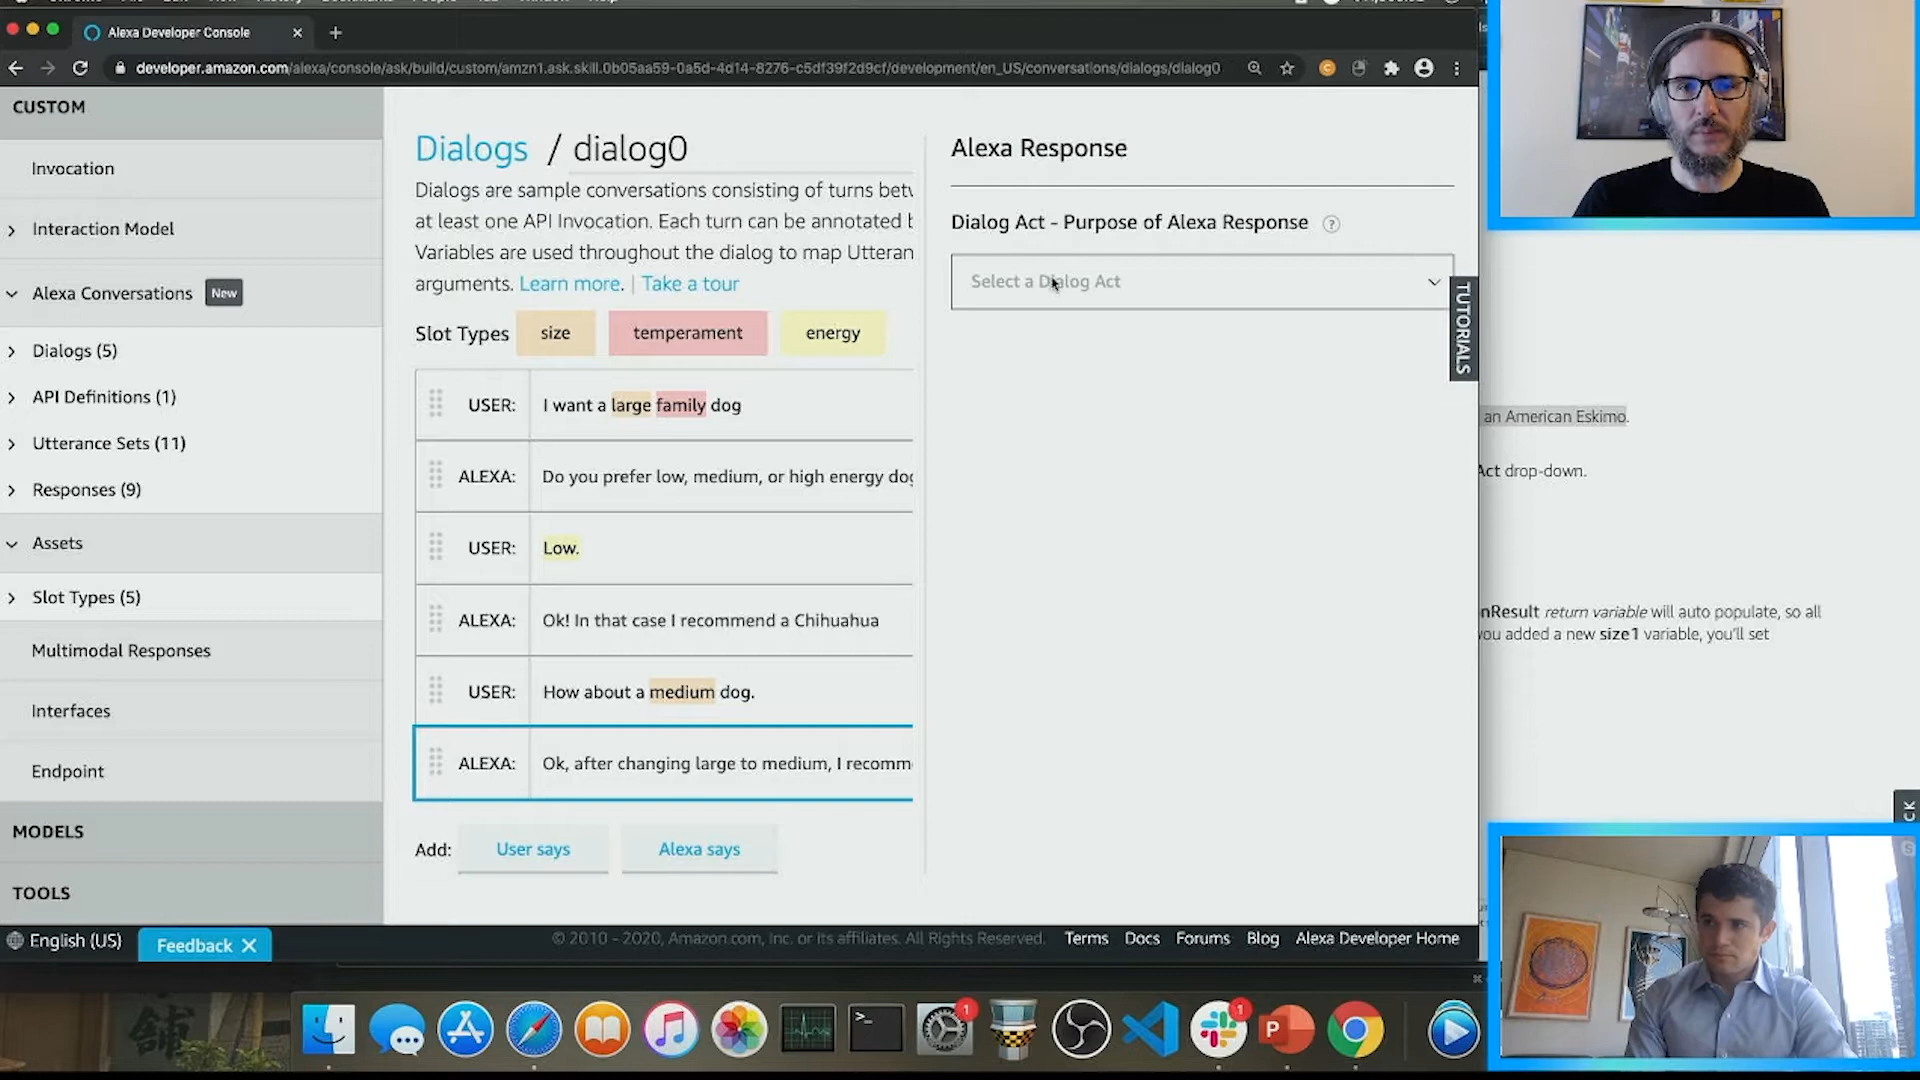 Alexa Developer Console
developer.amazon.com/alexa/console/ask/build/custom/amzn1.ask.skill.0b05aa59-0a5d-4d14-8276-c5df39f2d9cf/development/en_US/conversations/dialogs/dialog0
CUSTOM
Invocation
Interaction Model
Alexa Conversations New
Dialogs (5)
API Definitions (1)
Utterance Sets (11)
Responses (9)
Assets
Slot Types (5)
Multimodal Responses
Interfaces
Endpoint
MODELS
TOOLS
English (US)
Feedback
Dialogs / dialog0
Dialogs are sample conversations consisting of turns betw
at least one API Invocation. Each turn can be annotated b
Variables are used throughout the dialog to map Utteran
arguments. Learn more. | Take a tour
Slot Types size temperament energy
USER: I want a large family dog
ALEXA: Do you prefer low, medium, or high energy dog
USER: Low.
ALEXA: Ok! In that case I recommend a Chihuahua
USER: How about a medium dog.
ALEXA: Ok, after changing large to medium, I recomm
Add: User says Alexa says
Alexa Response
Dialog Act - Purpose of Alexa Response ?
Select a Dialog Act
TUTORIALS
an American Eskimo.
Act drop-down.
nResult return variable will auto populate, so all
you added a new size1 variable, you'll set
CK
© 2010 - 2020, Amazon.com, Inc. or its affiliates. All Rights Reserved. Terms Docs Forums Blog Alexa Developer Home
舖
1
1
P